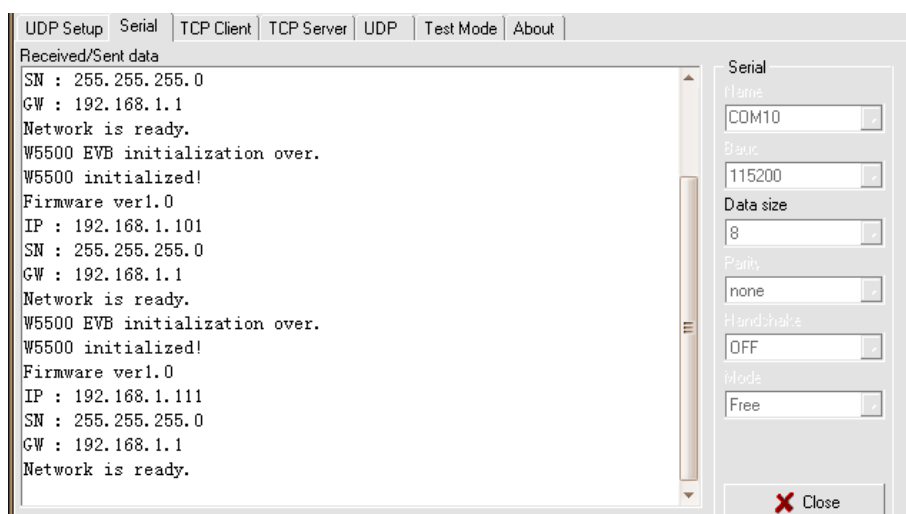 UDP Setup Serial TCP Client TCP Server UDP Test Mode About
Received/Sent data
SN : 255.255.255.0
GW : 192.168.1.1
Network is ready.
W5500 EVB initialization over.
W5500 initialized!
Firmware ver1.0
IP : 192.168.1.101
SN : 255.255.255.0
GW : 192.168.1.1
Network is ready.
W5500 EVB initialization over.
W5500 initialized!
Firmware ver1.0
IP : 192.168.1.111
SN : 255.255.255.0
GW : 192.168.1.1
Network is ready.
Serial
Name
COM10
Baud
115200
Data size
8
Parity
none
Handshake
OFF
Mode
Free
Close